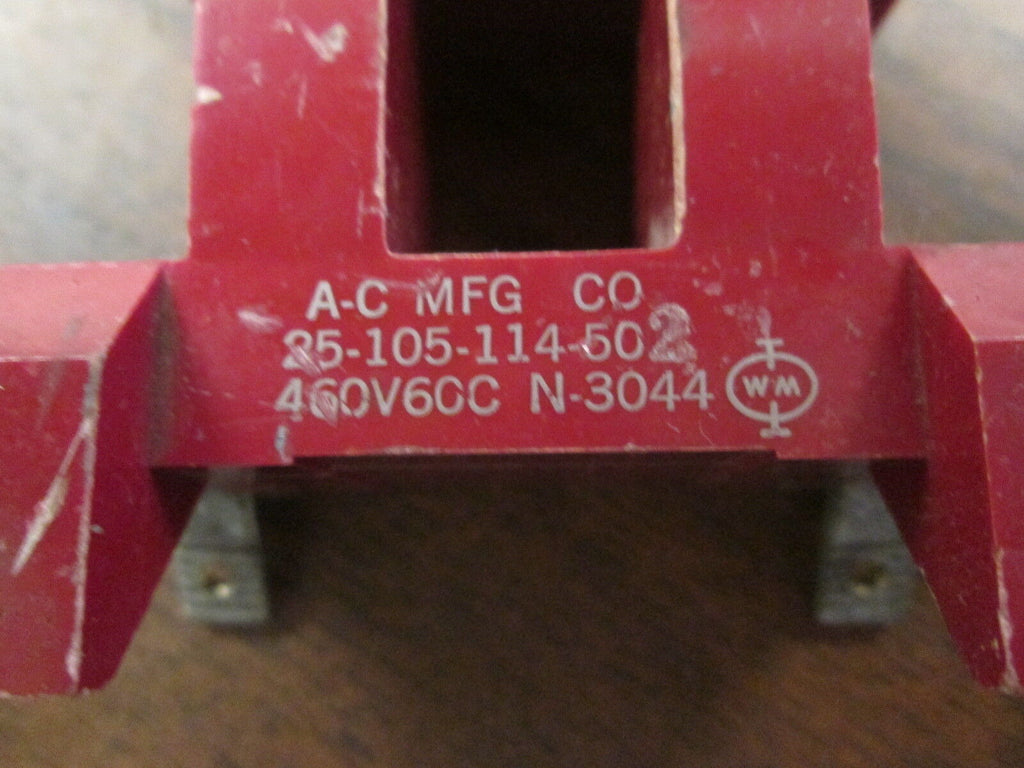 A-C MFG CO
25-105-114-502
460V60C N-3044
WM